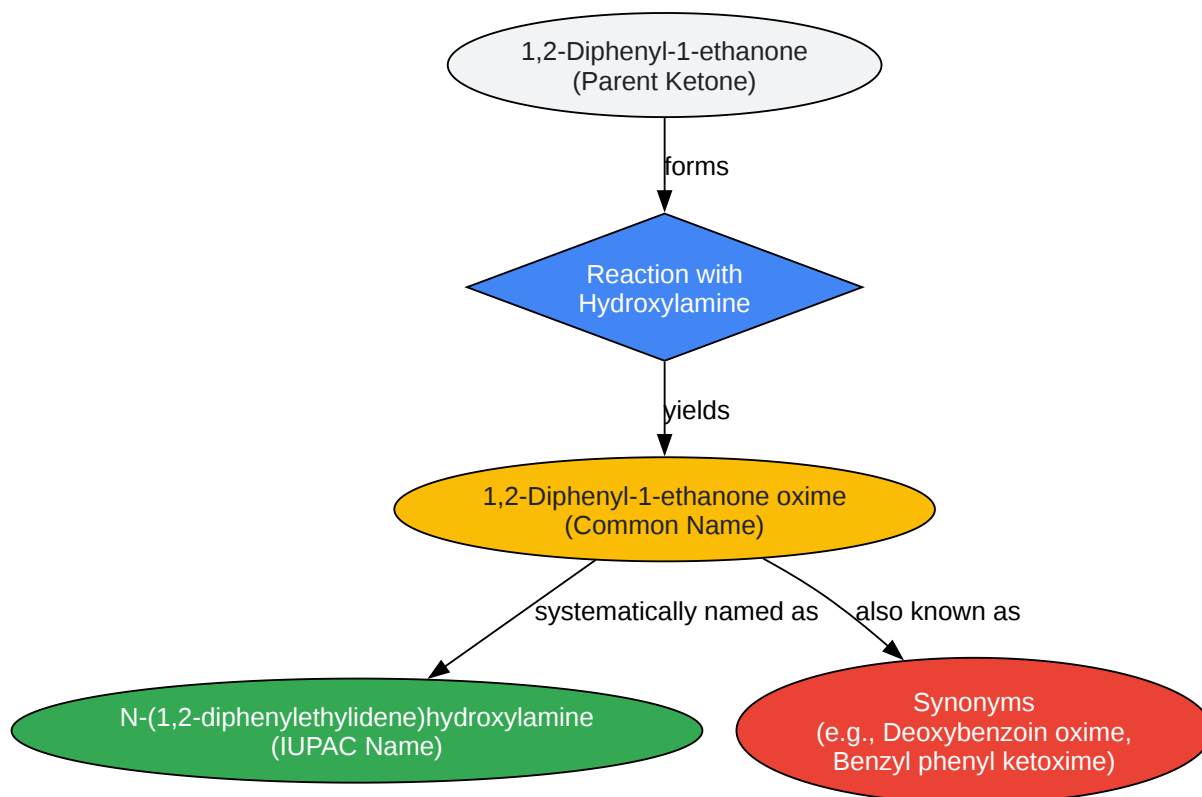 1,2-Diphenyl-1-ethanone
(Parent Ketone)
forms
Reaction with
Hydroxylamine
yields
1,2-Diphenyl-1-ethanone oxime
(Common Name)
systematically named as
also known as
N-(1,2-diphenylethylidene)hydroxylamine
(IUPAC Name)
Synonyms
(e.g., Deoxybenzoin oxime,
Benzyl phenyl ketoxime)